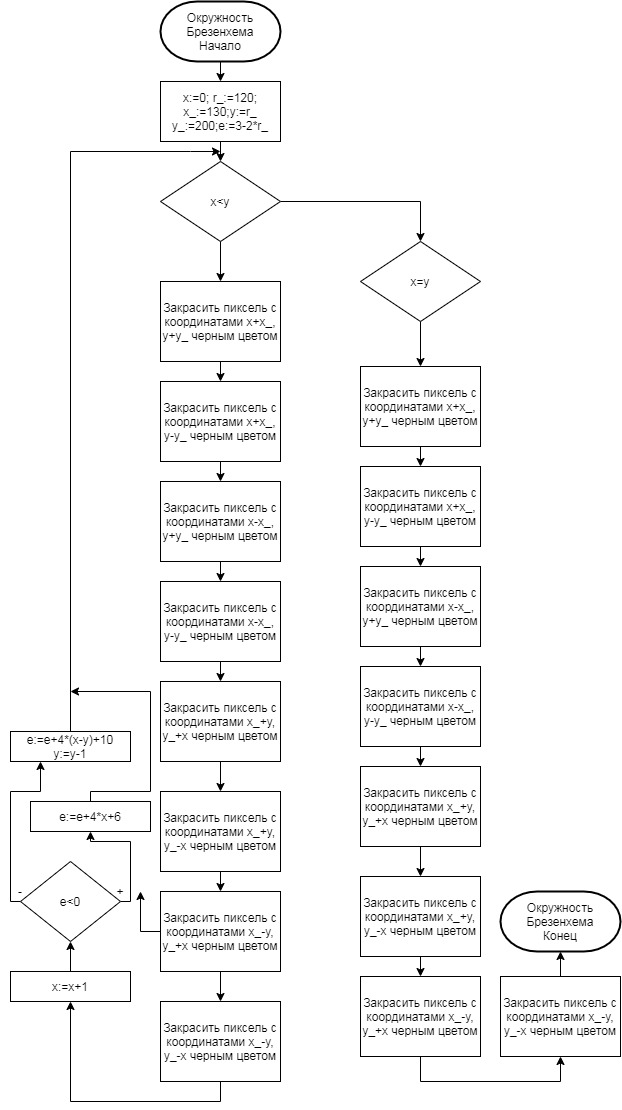 Окружность
Брезенхема
Начало
x:=0; r_:=120;
x_:=130;y:=r_
y_:=200;e:=3-2*r_
x<y
x=y
Закрасить пиксель с
координатами x+x_,
y+y_ черным цветом
Закрасить пиксель с
координатами x+x_,
y-y_ черным цветом
Закрасить пиксель с
координатами x-x_,
y+y_ черным цветом
Закрасить пиксель с
координатами x-x_,
y-y_ черным цветом
Закрасить пиксель с
координатами x_+y,
y_+x черным цветом
Закрасить пиксель с
координатами x_+y,
y_-x черным цветом
Закрасить пиксель с
координатами x_-y,
y_+x черным цветом
Закрасить пиксель с
координатами x_-y,
y_-x черным цветом
x:=x+1
e<0
-
+
e:=e+4*x+6
e:=e+4*(x-y)+10
y:=y-1
Закрасить пиксель с
координатами x+x_,
y+y_ черным цветом
Закрасить пиксель с
координатами x+x_,
y-y_ черным цветом
Закрасить пиксель с
координатами x-x_,
y+y_ черным цветом
Закрасить пиксель с
координатами x-x_,
y-y_ черным цветом
Закрасить пиксель с
координатами x_+y,
y_+x черным цветом
Закрасить пиксель с
координатами x_+y,
y_-x черным цветом
Закрасить пиксель с
координатами x_-y,
y_+x черным цветом
Закрасить пиксель с
координатами x_-y,
y_-x черным цветом
Окружность
Брезенхема
Конец